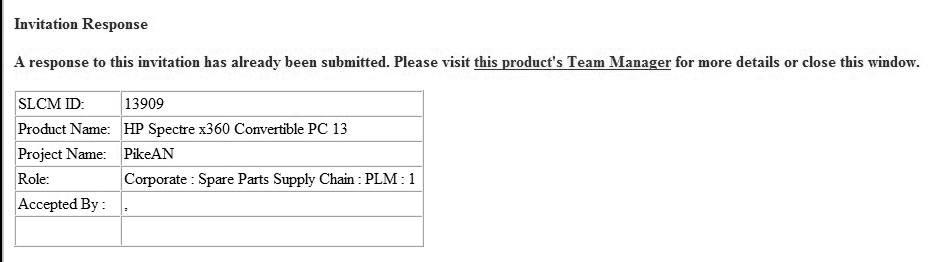 Invitation Response
A response to this invitation has already been submitted. Please visit this product's Team Manager for more details or close this window.
SLCM ID: 13909
Product Name: HP Spectre x360 Convertible PC 13
Project Name: PikeAN
Role: Corporate : Spare Parts Supply Chain : PLM : 1
Accepted By : ,